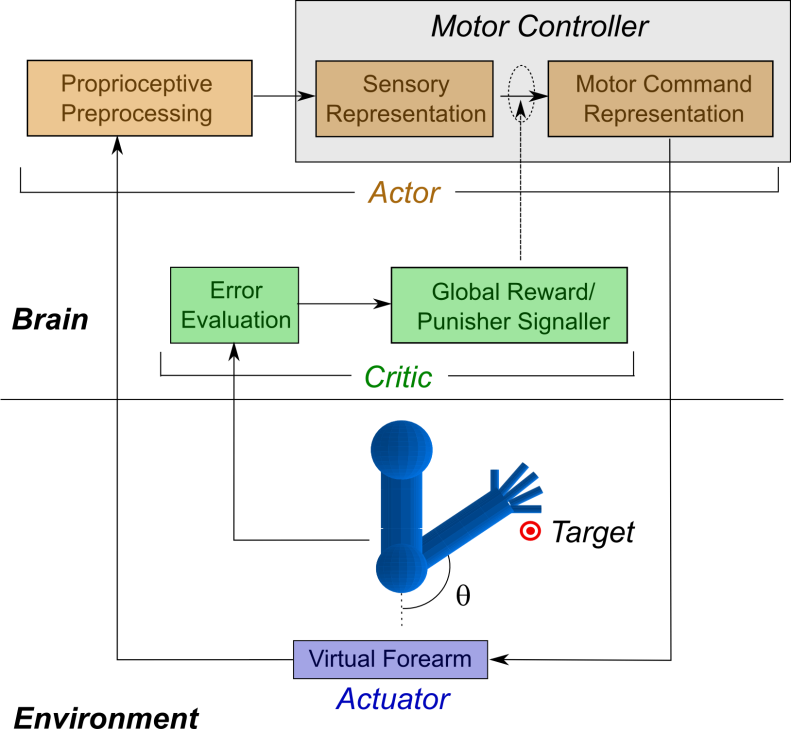 Motor Controller
Proprioceptive
Preprocessing
Sensory
Representation
Motor Command
Representation
Actor
Error
Evaluation
Global Reward/
Punisher Signaller
Brain
Critic
Target
θ
Virtual Forearm
Actuator
Environment